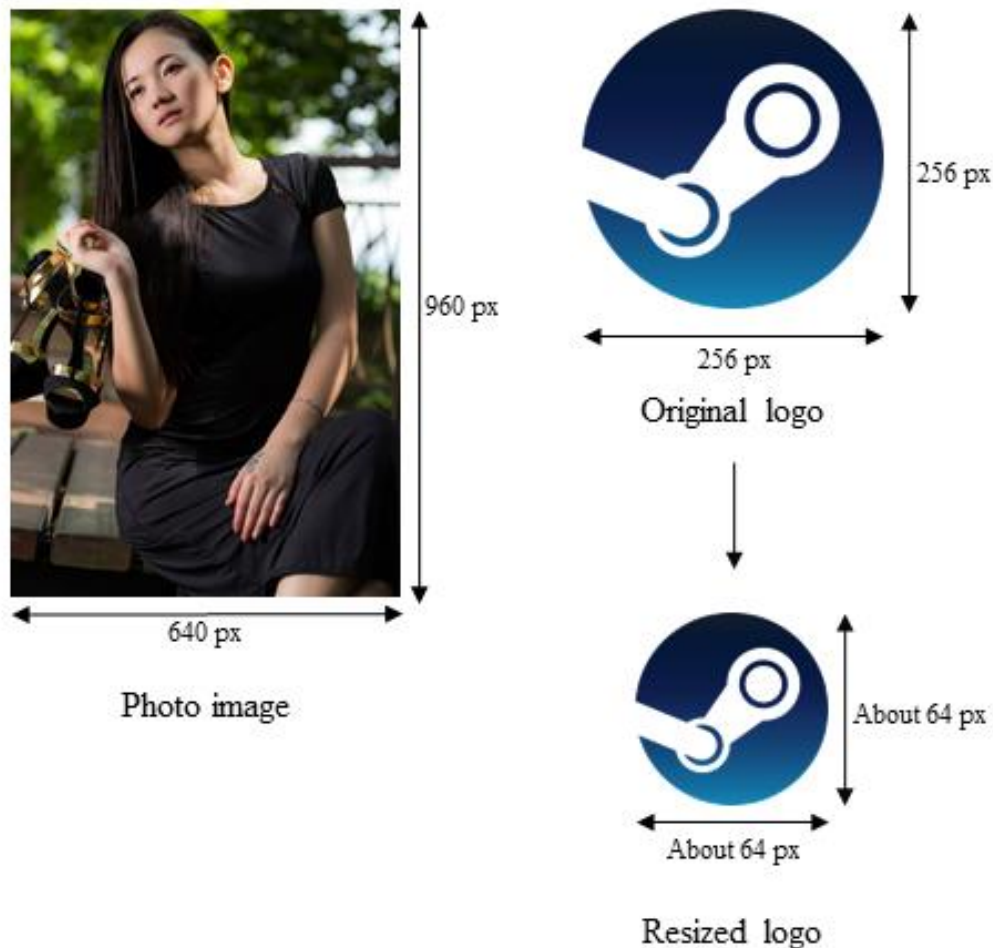 960 px
640 px
Photo image
256 px
256 px
Original logo
About 64 px
About 64 px
Resized logo